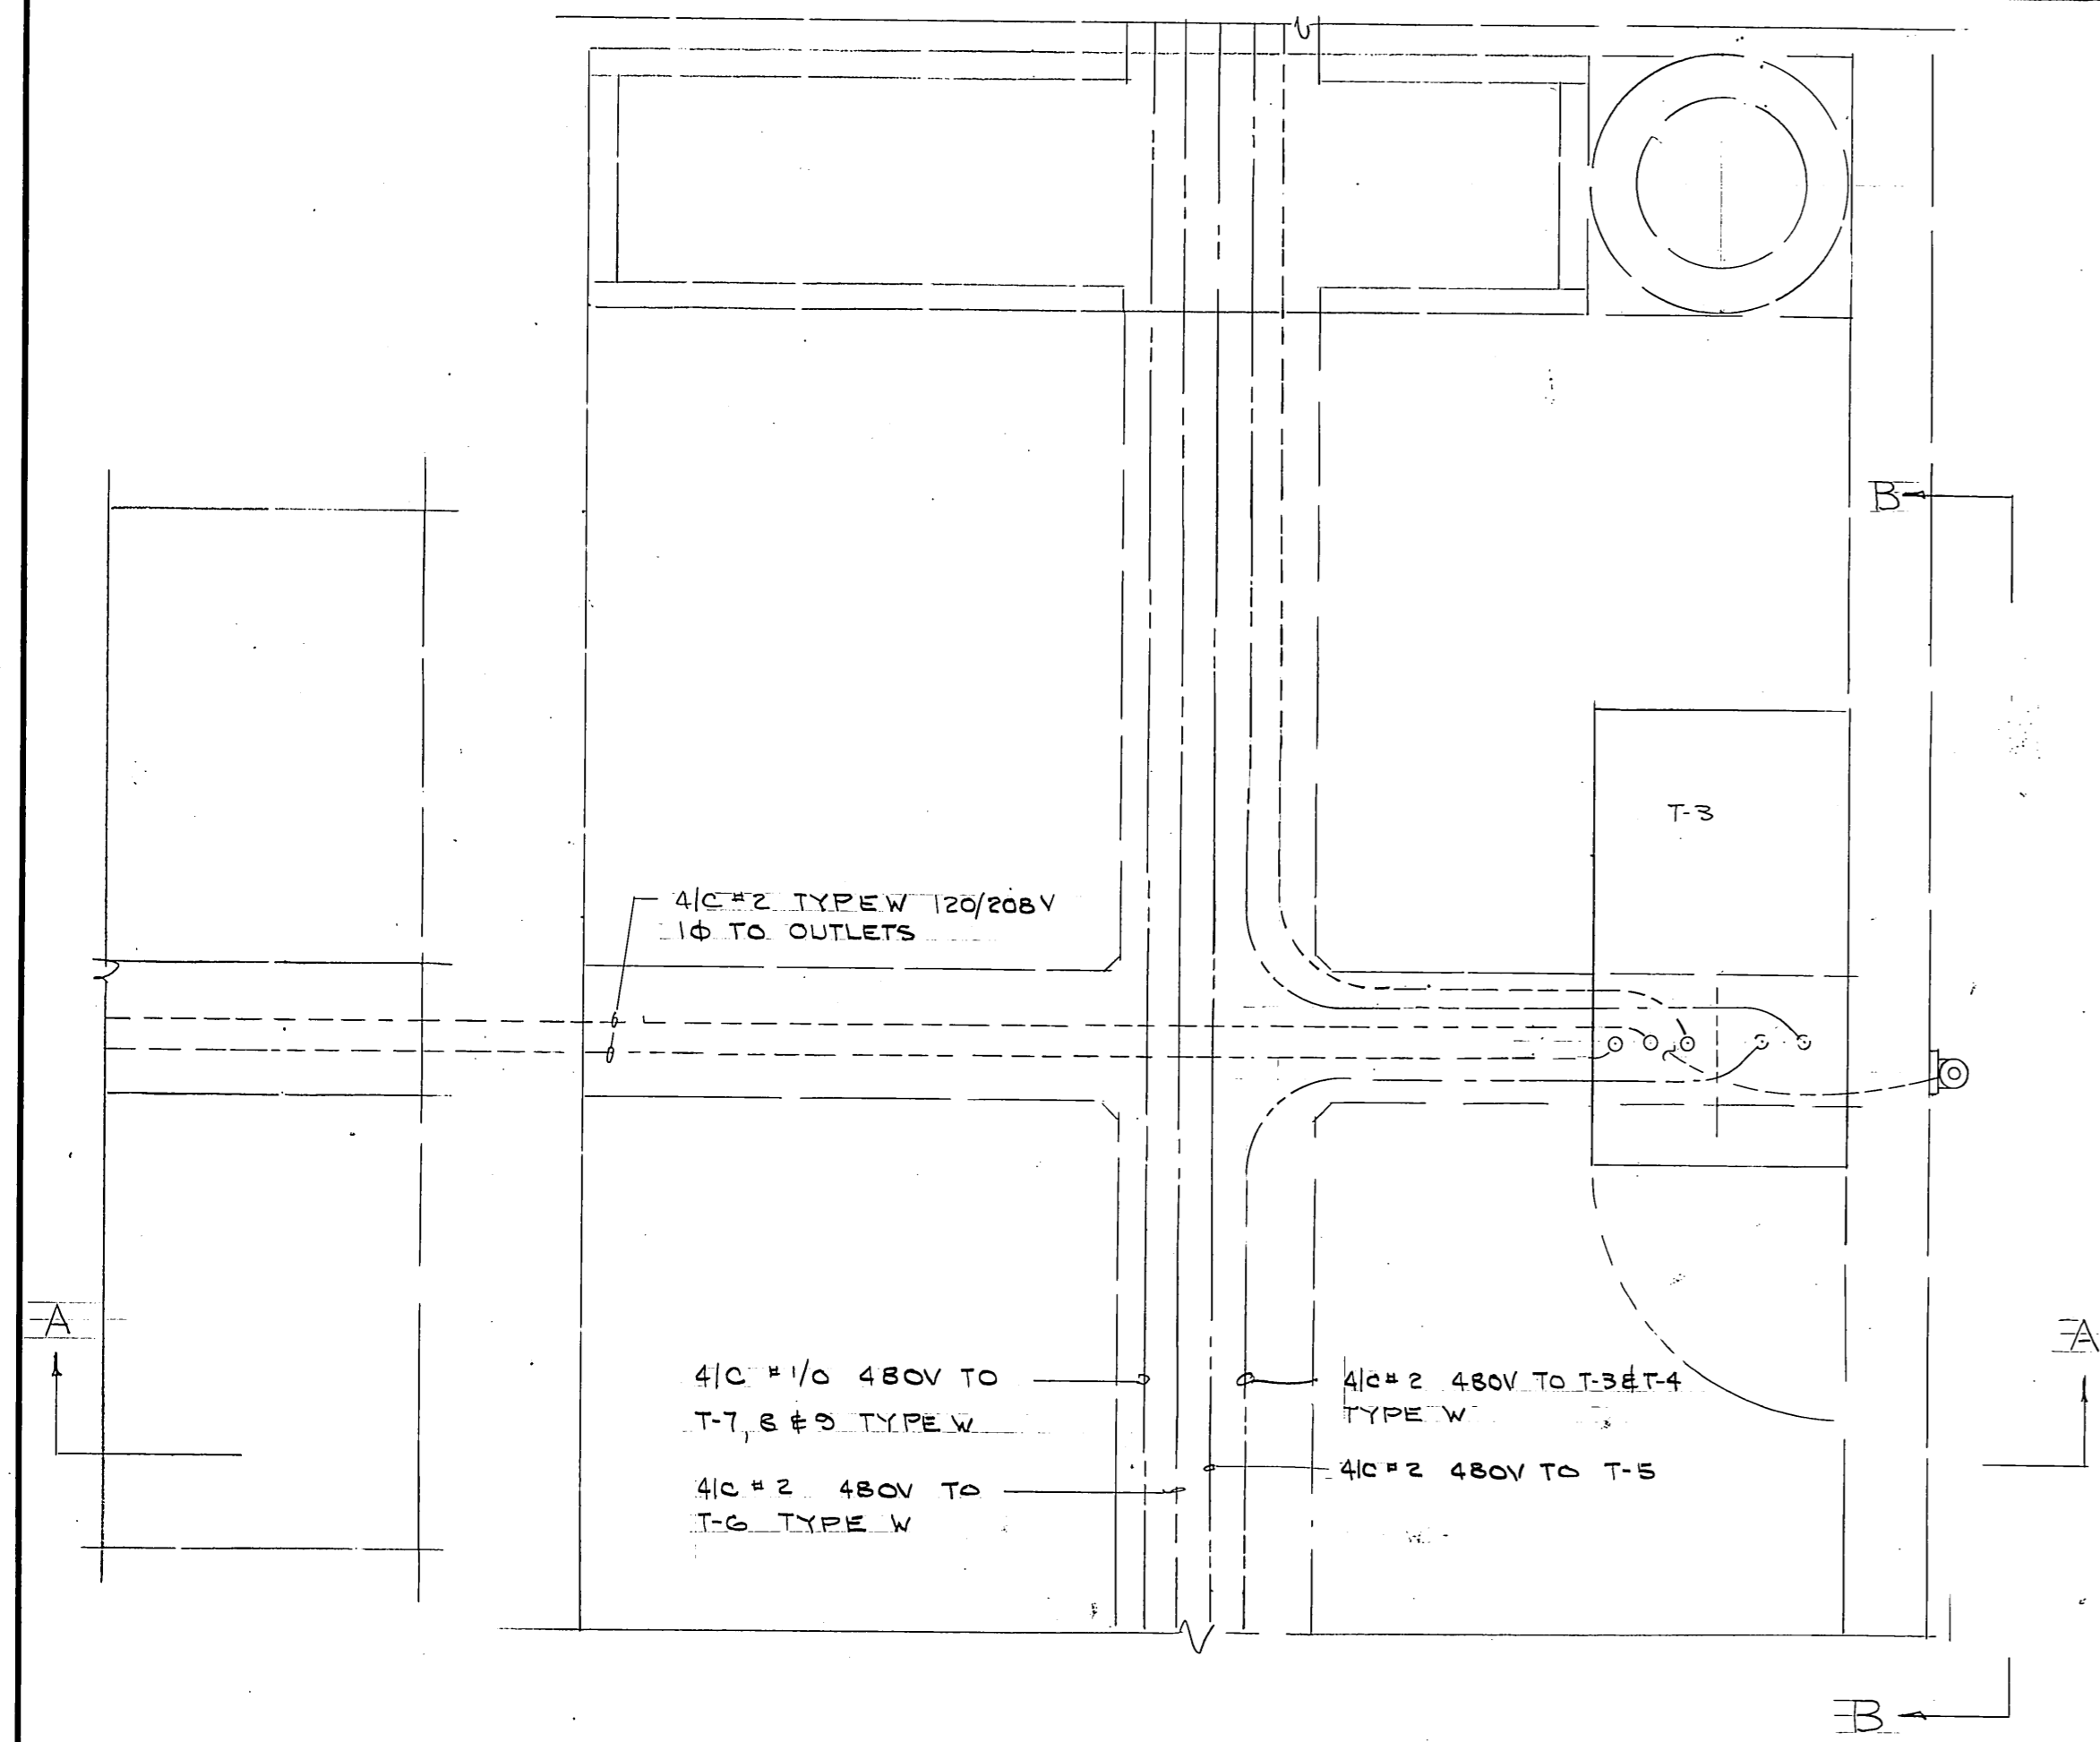 B
T-3
4/C #2 TYPE W 120/208V
1Φ TO OUTLETS
A
A
4/C #1/0 480V TO
T-7, 8 & 9 TYPE W
4/C #2 480V TO T-3 & T-4
TYPE W
4/C #2 480V TO T-5
4/C #2 480V TO
T-6 TYPE W
B